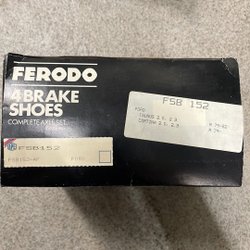 FERODO
4 BRAKE
SHOES
COMPLETE AXLE SET
FSB 152
FORD
TAUNUS 2.0, 2.3
CORTINA 2.0, 2.3
FSB152
FORD